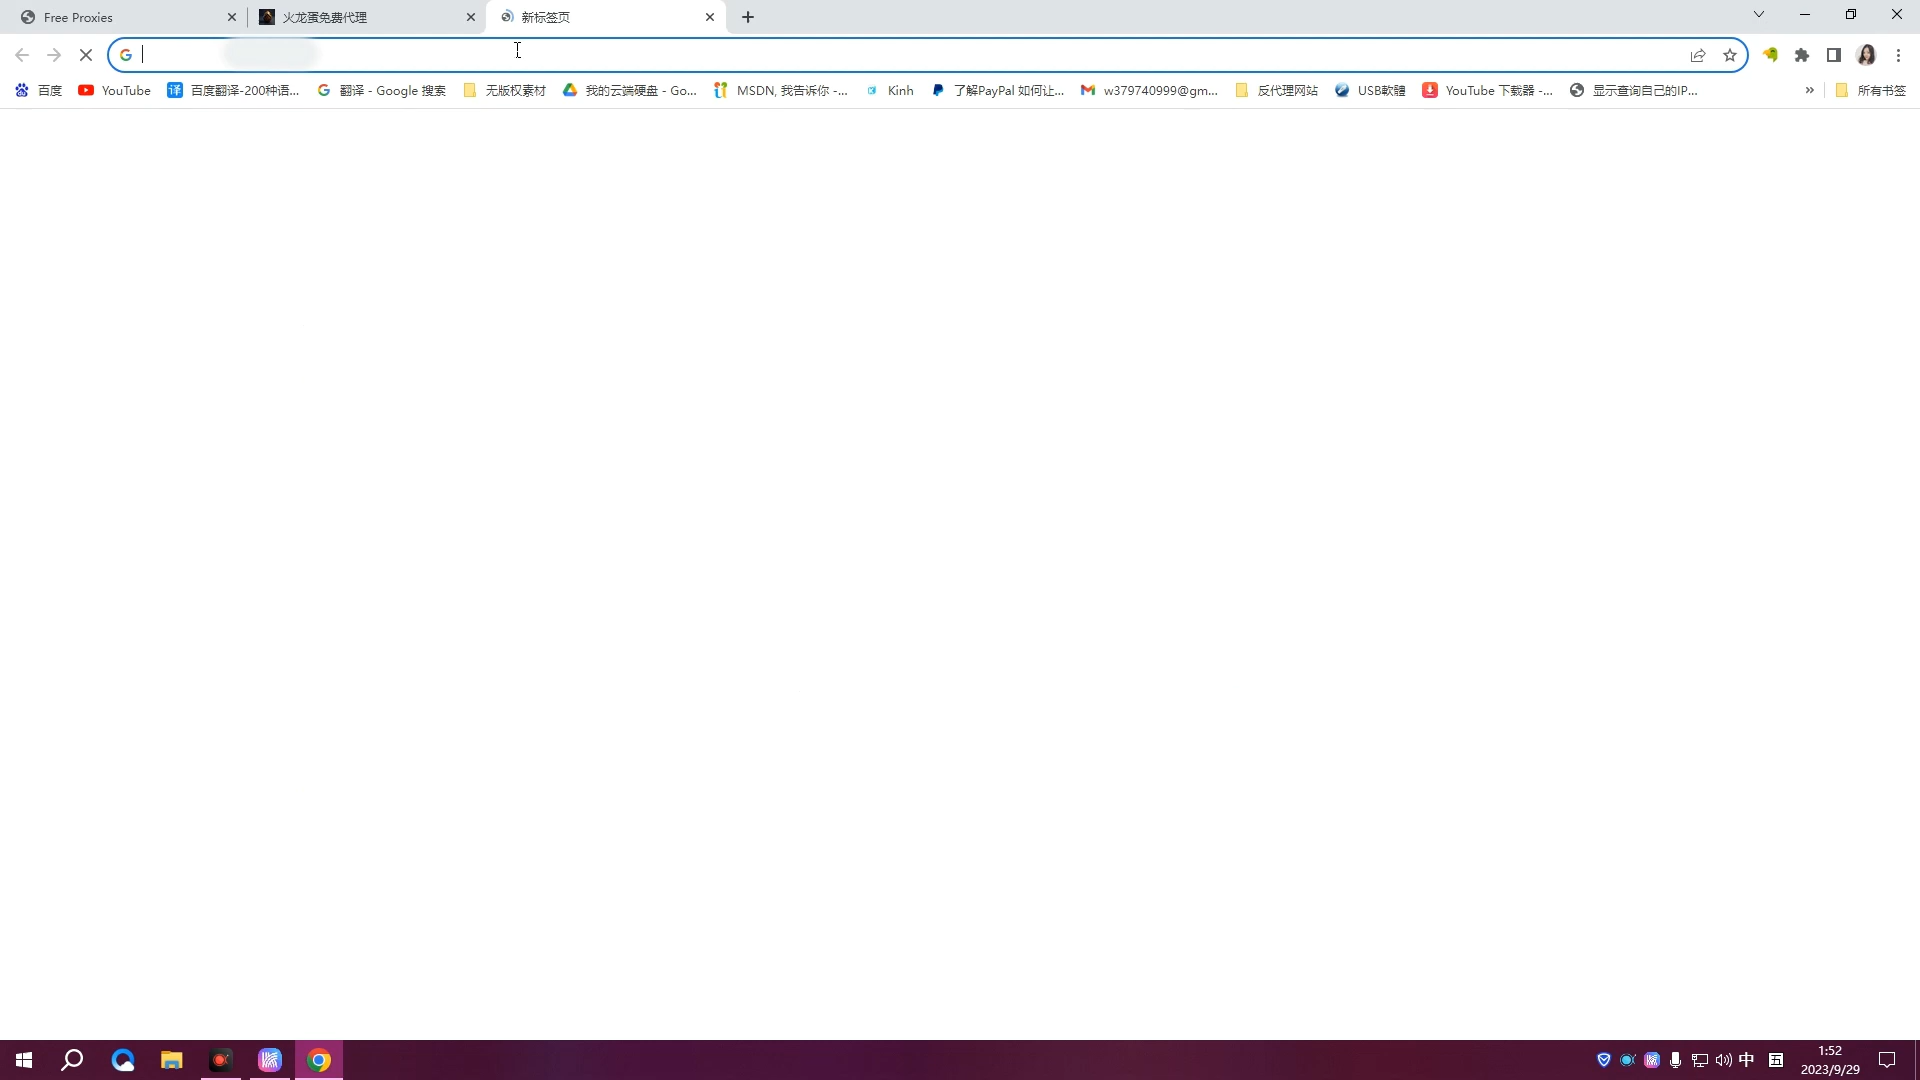 Free Proxies
火龙蛋免费代理
新标签页
百度
YouTube
百度翻译-200种语...
翻译 - Google 搜索
无版权素材
我的云端硬盘 - Go...
MSDN, 我告诉你 -...
Kinh
了解PayPal 如何让...
w379740999@gm...
反代理网站
USB軟體
YouTube 下载器 -...
显示查询自己的IP...
»
所有书签
中
五
1:52
2023/9/29